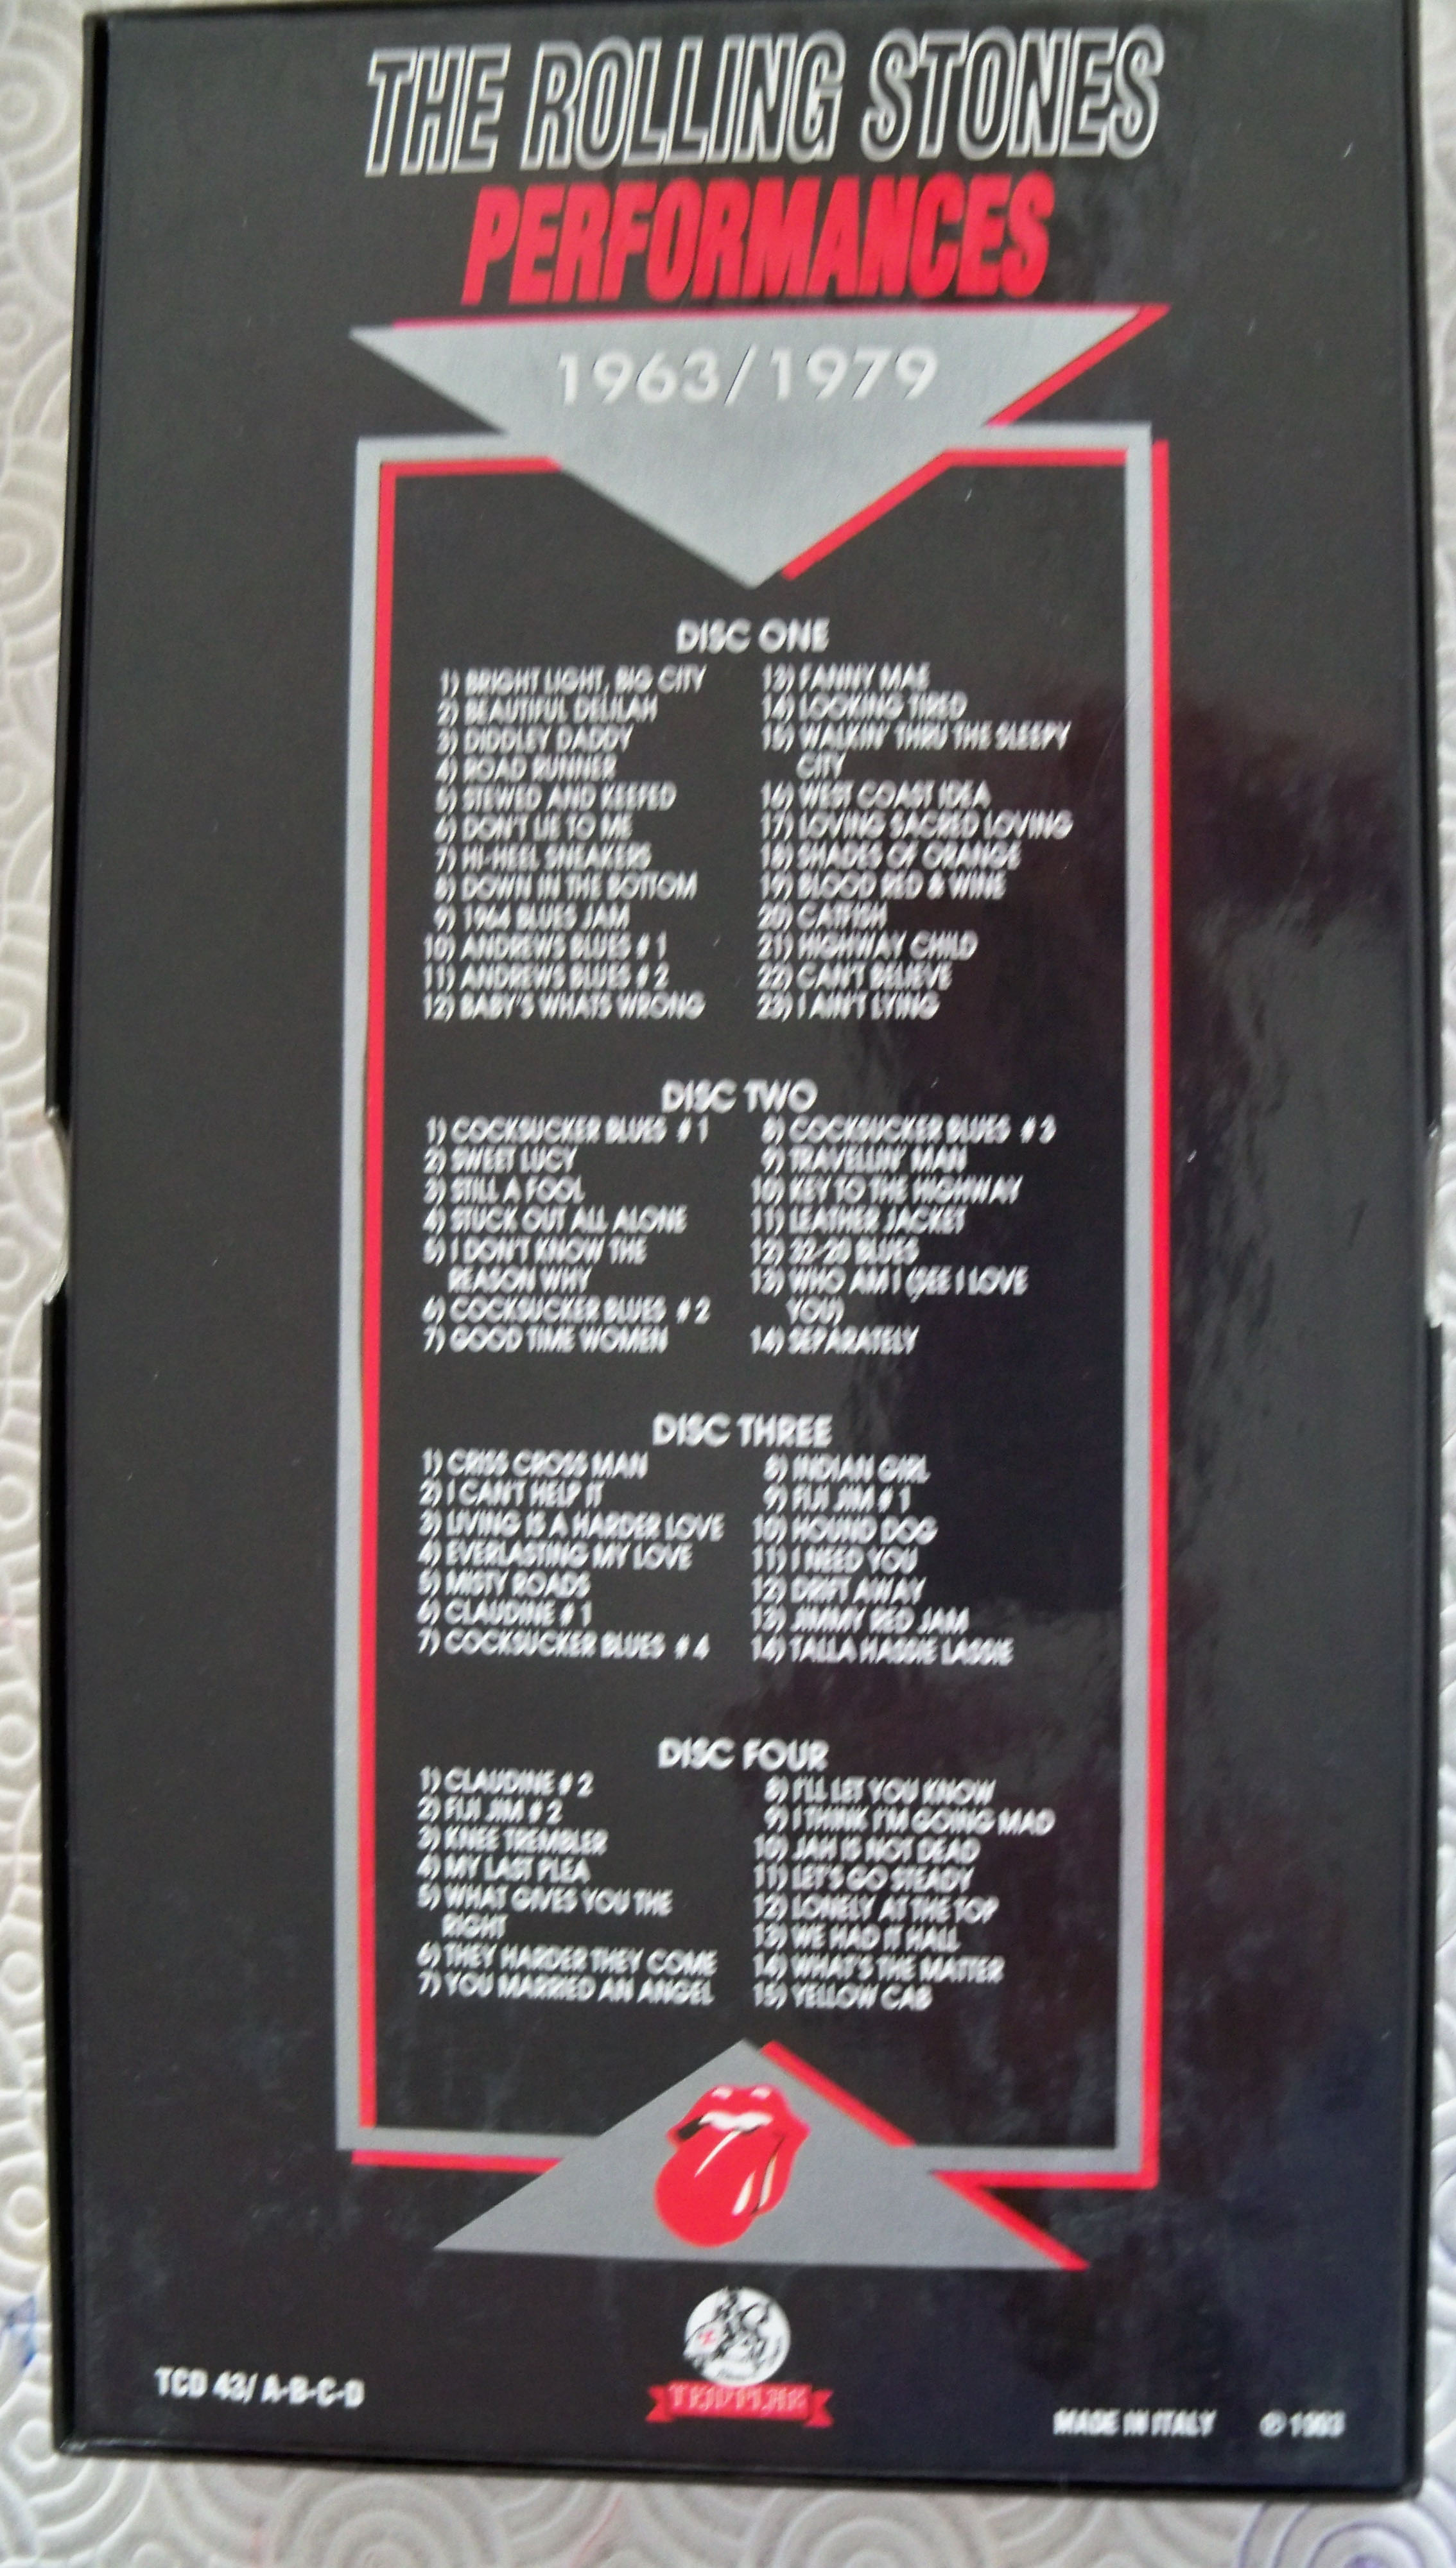 THE ROLLING STONES
PERFORMANCES
1963/1979
DISC ONE
1) BRIGHT LIGHT, BIG CITY
2) BEAUTIFUL DELILAH
3) DIDDLEY DADDY
4) ROAD RUNNER
5) STEWED AND KEEFED
6) DON'T LIE TO ME
7) HI-HEEL SNEAKERS
8) DOWN IN THE BOTTOM
9) 1964 BLUES JAM
10) ANDREWS BLUES # 1
11) ANDREWS BLUES # 2
12) BABY'S WHATS WRONG
13) FANNY MAE
14) LOOKING TIRED
15) WALKIN' THRU THE SLEEPY
CITY
16) WEST COAST IDEA
17) LOVING SACRED LOVING
18) SHADES OF ORANGE
19) BLOOD RED & WINE
20) CATFISH
21) HIGHWAY CHILD
22) CAN'T BELIEVE
23) I AIN'T LYING
DISC TWO
1) COCKSUCKER BLUES # 1
2) SWEET LUCY
3) STILL A FOOL
4) STUCK OUT ALL ALONE
5) I DON'T KNOW THE
REASON WHY
6) COCKSUCKER BLUES # 2
7) GOOD TIME WOMEN
8) COCKSUCKER BLUES # 3
9) TRAVELLIN' MAN
10) KEY TO THE HIGHWAY
11) LEATHER JACKET
12) 32-20 BLUES
13) WHO AM I (SEE I LOVE
YOU)
14) SEPARATELY
DISC THREE
1) CRISS CROSS MAN
2) I CAN'T HELP IT
3) LIVING IS A HARDER LOVE
4) EVERLASTING MY LOVE
5) MISTY ROADS
6) CLAUDINE # 1
7) COCKSUCKER BLUES # 4
8) INDIAN GIRL
9) FIJI JIM # 1
10) HOUND DOG
11) I NEED YOU
12) DRIFT AWAY
13) JIMMY RED JAM
14) TALLA HASSIE LASSIE
DISC FOUR
1) CLAUDINE # 2
2) FIJI JIM # 2
3) KNEE TREMBLER
4) MY LAST PLEA
5) WHAT GIVES YOU THE
RIGHT
6) THEY HARDER THEY COME
7) YOU MARRIED AN ANGEL
8) I'LL LET YOU KNOW
9) I THINK I'M GOING MAD
10) JAH IS NOT DEAD
11) LET'S GO STEADY
12) LONELY AT THE TOP
13) WE HAD IT HALL
14) WHAT'S THE MATTER
15) YELLOW CAB
TCD 43/ A-B-C-D
TEMPLAR
MADE IN ITALY ℗ 1993